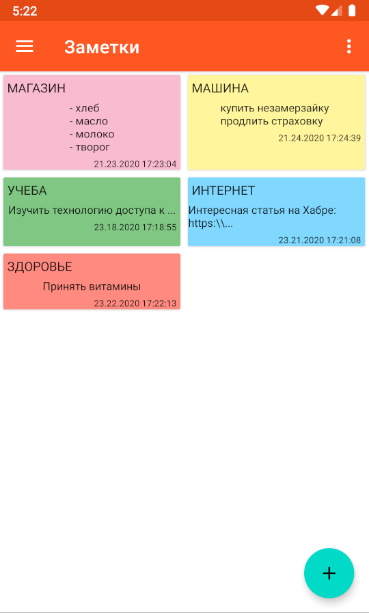 5:22
Заметки
МАГАЗИН
- хлеб
- масло
- молоко
- творог
21.23.2020 17:23:04
МАШИНА
купить незамерзайку
продлить страховку
21.24.2020 17:24:39
УЧЕБА
Изучить технологию доступа к ...
23.18.2020 17:18:55
ИНТЕРНЕТ
Интересная статья на Хабре:
https:\\...
23.21.2020 17:21:08
ЗДОРОВЬЕ
Принять витамины
23.22.2020 17:22:13